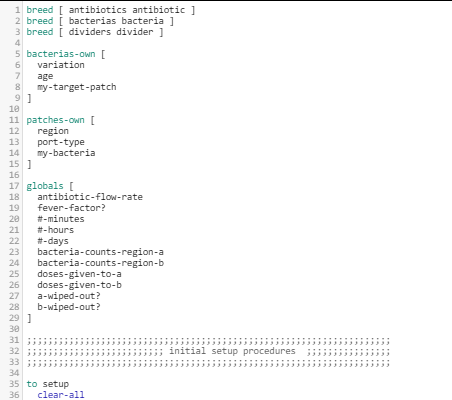 1 breed [ antibiotics antibiotic ]
2 breed [ bacterias bacteria ]
3 breed [ dividers divider ]
4
5 bacterias-own [
6   variation
7   age
8   my-target-patch
9 ]
10
11 patches-own [
12   region
13   port-type
14   my-bacteria
15 ]
16
17 globals [
18   antibiotic-flow-rate
19   fever-factor?
20   #-minutes
21   #-hours
22   #-days
23   bacteria-counts-region-a
24   bacteria-counts-region-b
25   doses-given-to-a
26   doses-given-to-b
27   a-wiped-out?
28   b-wiped-out?
29 ]
30
31 ;;;;;;;;;;;;;;;;;;;;;;;;;;;;;;;;;;;;;;;;;;;;;;;;;;;;;;;;;;;;;;;;;;;;
32 ;;;;;;;;;;;;;;;;;;;;;;;;;; initial setup procedures  ;;;;;;;;;;;;;;;;
33 ;;;;;;;;;;;;;;;;;;;;;;;;;;;;;;;;;;;;;;;;;;;;;;;;;;;;;;;;;;;;;;;;;;;;
34
35 to setup
36   clear-all